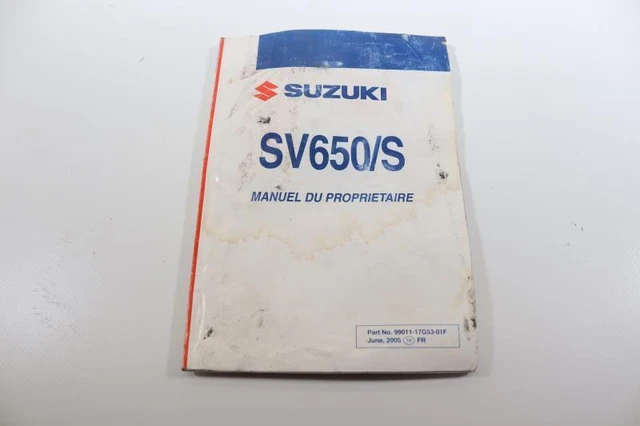 SUZUKI
SV650/S
MANUEL DU PROPRIETAIRE
Part No. 99011-17G53-01F
June, 2005 FR